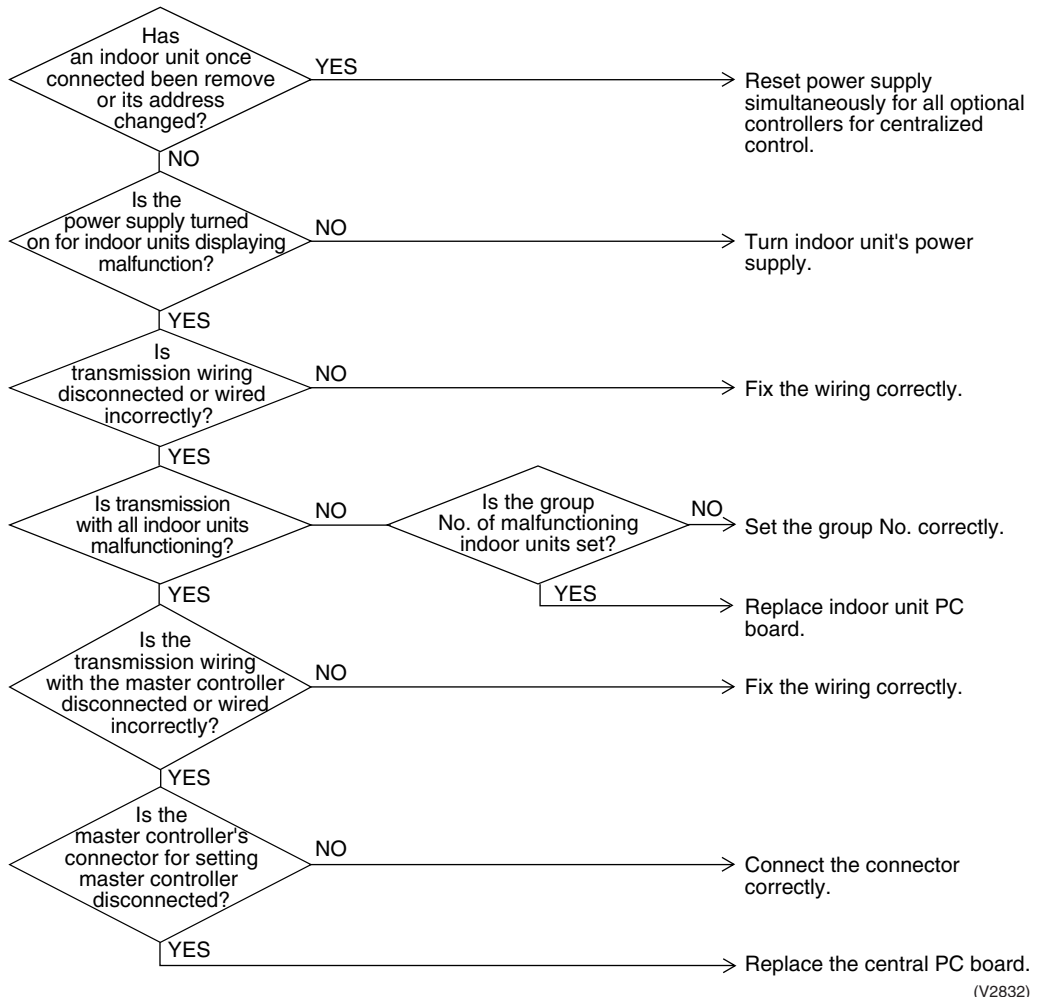 Has
an indoor unit once
connected been remove
or its address
changed?
YES
Reset power supply
simultaneously for all optional
controllers for centralized
control.
NO
Is the
power supply turned
on for indoor units displaying
malfunction?
NO
Turn indoor unit's power
supply.
YES
Is
transmission wiring
disconnected or wired
incorrectly?
NO
Fix the wiring correctly.
YES
Is transmission
with all indoor units
malfunctioning?
NO
Is the group
No. of malfunctioning
indoor units set?
NO
Set the group No. correctly.
YES
Replace indoor unit PC
board.
YES
Is the
transmission wiring
with the master controller
disconnected or wired
incorrectly?
NO
Fix the wiring correctly.
YES
Is the
master controller's
connector for setting
master controller
disconnected?
NO
Connect the connector
correctly.
YES
Replace the central PC board.
(V2832)